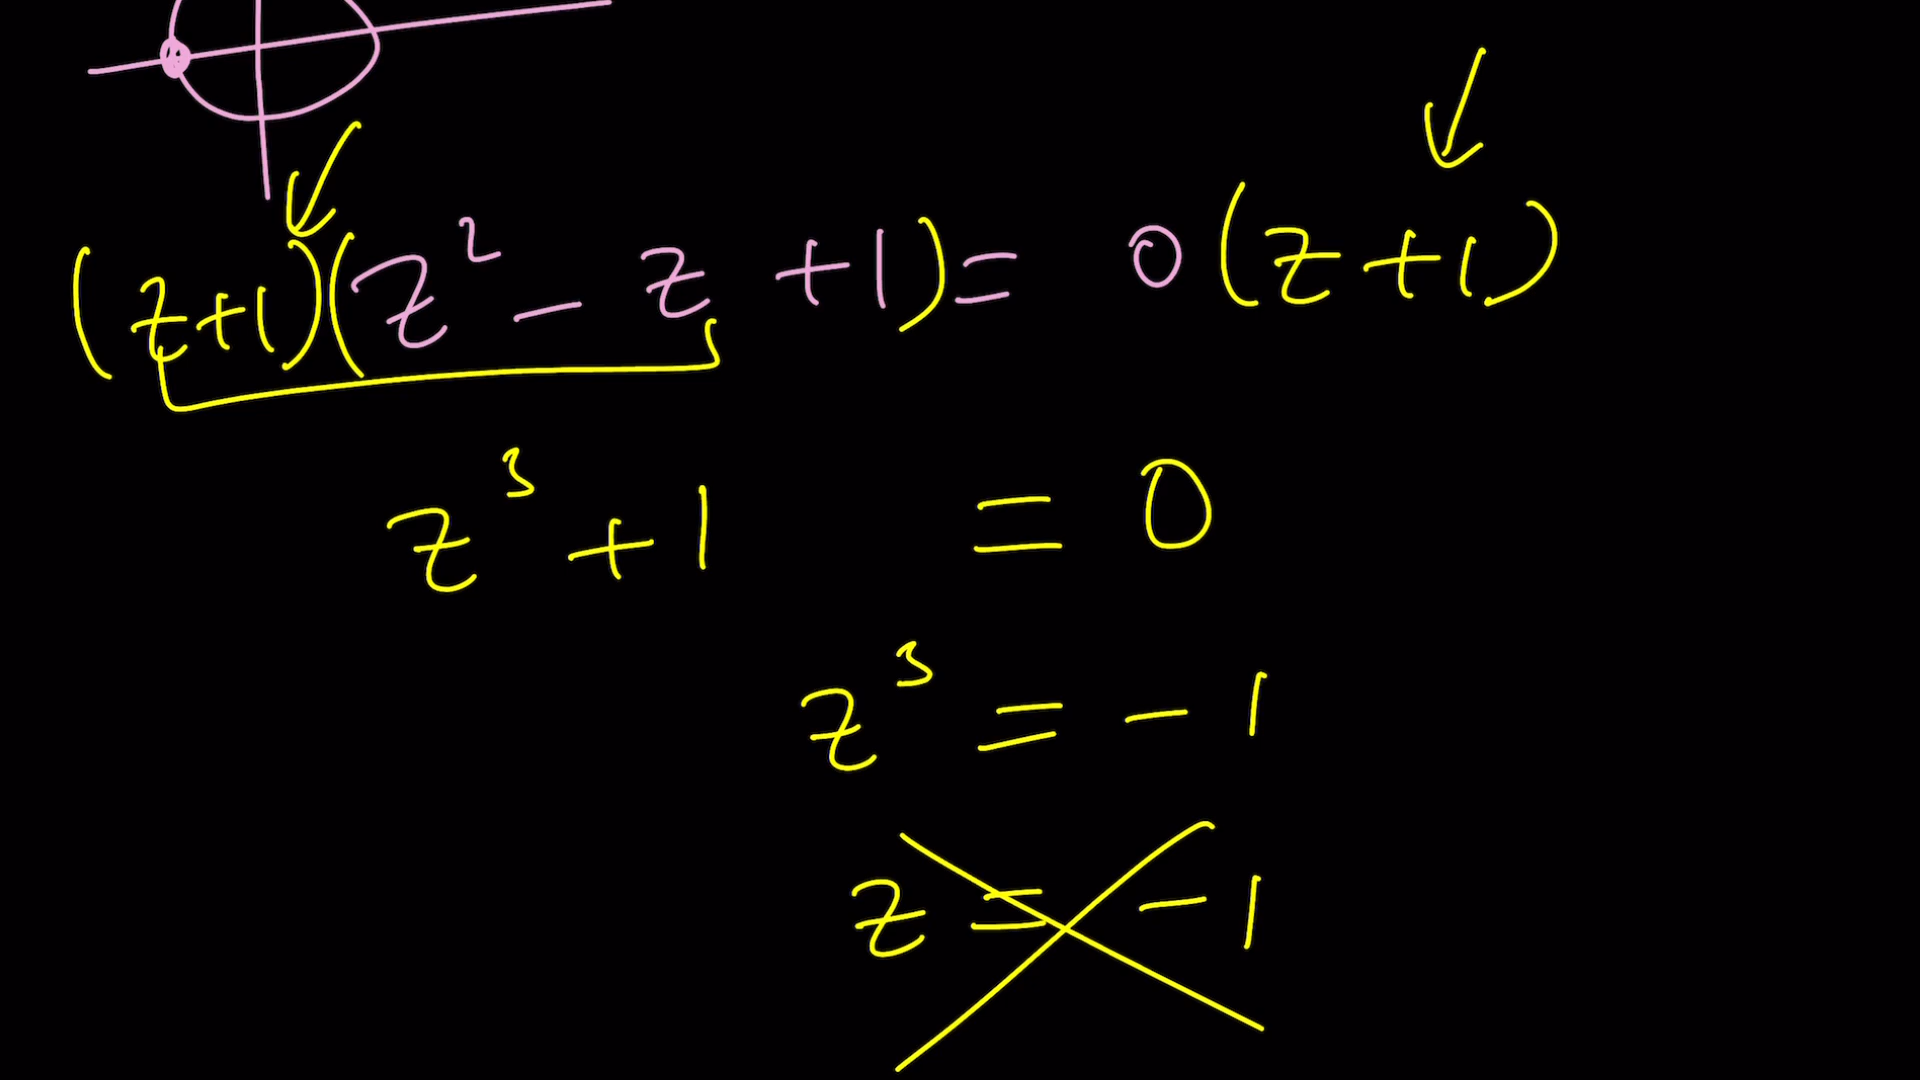 (z+1)(z² - z +1) = 0(z+1)
z³ + 1 = 0
z³ = -1
z = -1